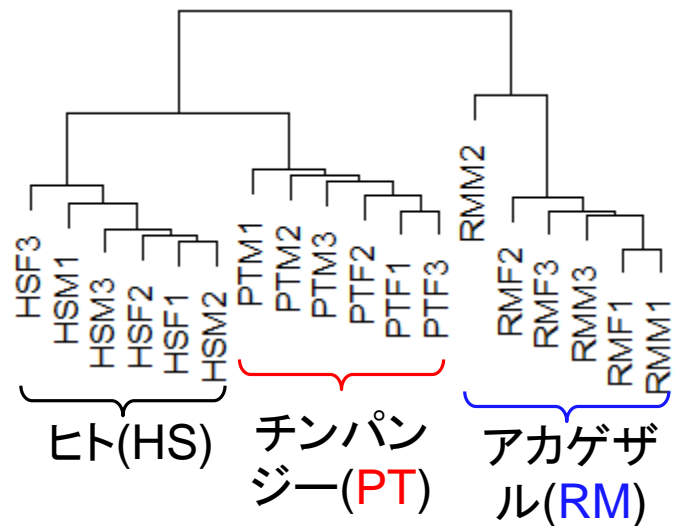 HSF3
HSM1
HSM3
HSF2
HSF1
HSM2
PTM1
PTM2
PTM3
PTF2
PTF1
PTF3
RMM2
RMF2
RMF3
RMM3
RMF1
RMM1
ヒト(HS)
チンパン
ジー(PT)
アカゲザ
ル(RM)